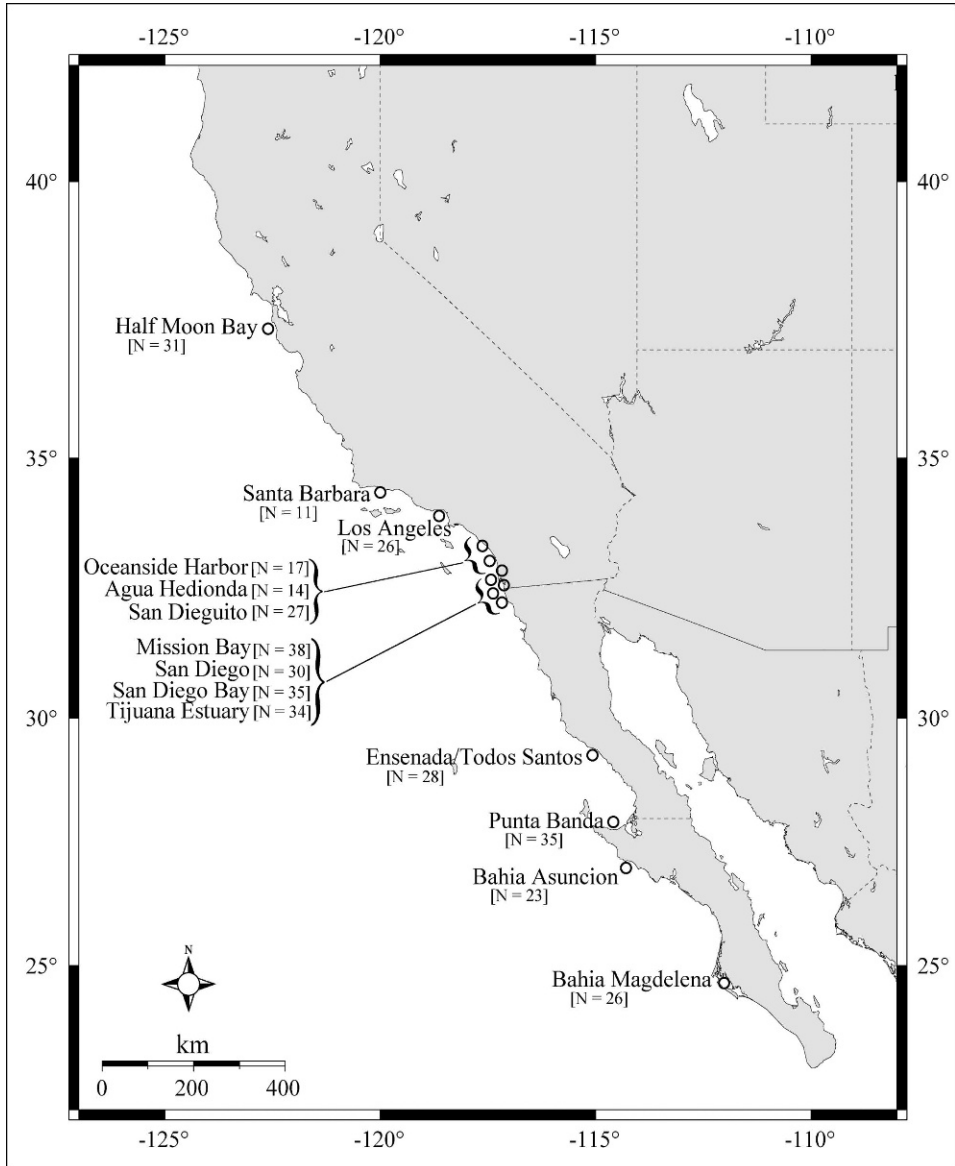 -125° -120° -115° -110°
40°
Half Moon Bay
[N = 31]
35°
35°
Santa Barbara
[N = 11]
Los Angeles
[N = 26]
Oceanside Harbor [N = 17]
Agua Hedionda [N = 14]
San Dieguito [N = 27]
Mission Bay [N = 38]
San Diego [N = 30]
San Diego Bay [N = 35]
Tijuana Estuary [N = 34]
40°
30°
30°
Ensenada/Todos Santos
[N = 28]
Punta Banda
[N = 35]
Bahia Asuncion
[N = 23]
25°
25°
Bahia Magdelena
[N = 26]
N
km
0 200 400
-125° -120° -115° -110°